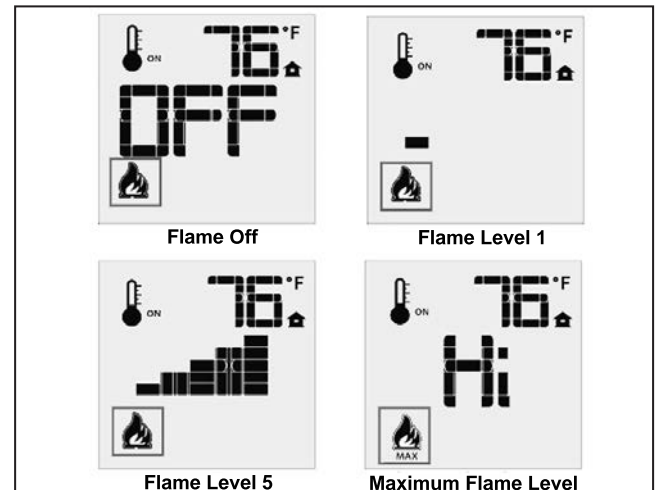 76 °F
ON
OFF
Flame Off
76 °F
ON
Flame Level 1
76 °F
ON
Flame Level 5
76 °F
ON
Hi
MAX
Maximum Flame Level